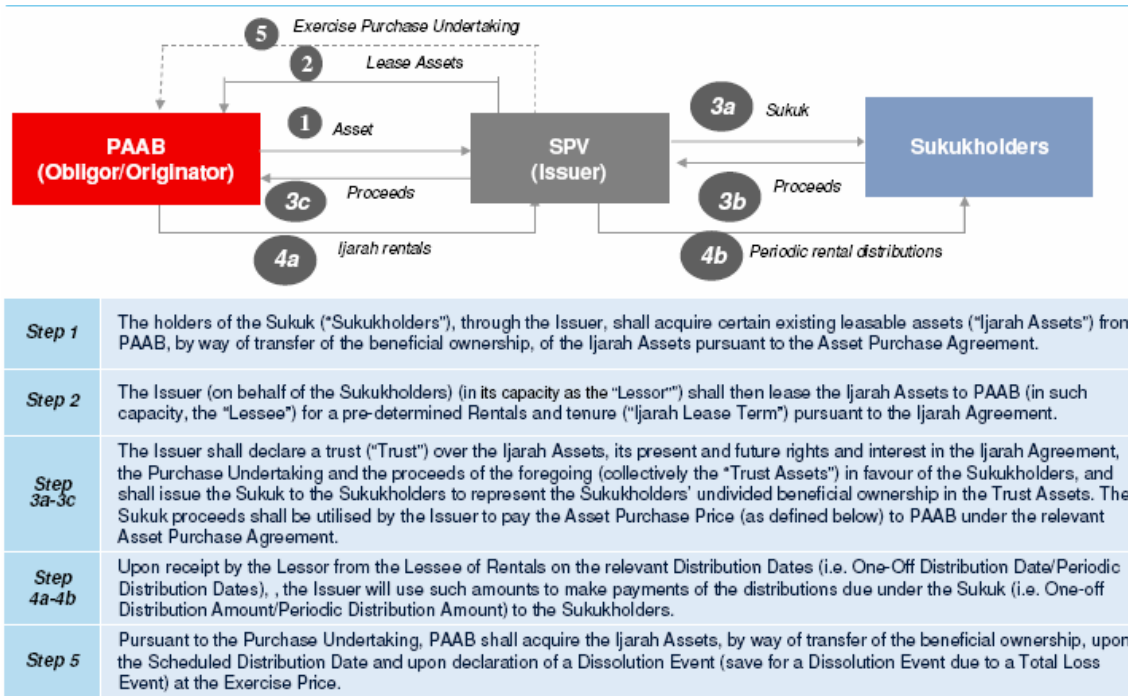 5 Exercise Purchase Undertaking
2 Lease Assets
3a Sukuk
1 Asset
PAAB
(Obligor/Originator)
SPV
(Issuer)
Sukukholders
3c Proceeds
3b Proceeds
4a Ijarah rentals
4b Periodic rental distributions
Step 1
The holders of the Sukuk ("Sukukholders"), through the Issuer, shall acquire certain existing leasable assets ("Ijarah Assets") from
PAAB, by way of transfer of the beneficial ownership, of the Ijarah Assets pursuant to the Asset Purchase Agreement.
Step 2
The Issuer (on behalf of the Sukukholders) (in its capacity as the "Lessor"") shall then lease the Ijarah Assets to PAAB (in such
capacity, the "Lessee") for a pre-determined Rentals and tenure ("Ijarah Lease Term") pursuant to the Ijarah Agreement.
Step
3a-3c
The Issuer shall declare a trust ("Trust") over the Ijarah Assets, its present and future rights and interest in the Ijarah Agreement,
the Purchase Undertaking and the proceeds of the foregoing (collectively the "Trust Assets") in favour of the Sukukholders, and
shall issue the Sukuk to the Sukukholders to represent the Sukukholders' undivided beneficial ownership in the Trust Assets. The
Sukuk proceeds shall be utilised by the Issuer to pay the Asset Purchase Price (as defined below) to PAAB under the relevant
Asset Purchase Agreement.
Step
4a-4b
Upon receipt by the Lessor from the Lessee of Rentals on the relevant Distribution Dates (i.e. One-Off Distribution Date/Periodic
Distribution Dates), , the Issuer will use such amounts to make payments of the distributions due under the Sukuk (i.e. One-off
Distribution Amount/Periodic Distribution Amount) to the Sukukholders.
Step 5
Pursuant to the Purchase Undertaking, PAAB shall acquire the Ijarah Assets, by way of transfer of the beneficial ownership, upon
the Scheduled Distribution Date and upon declaration of a Dissolution Event (save for a Dissolution Event due to a Total Loss
Event) at the Exercise Price.